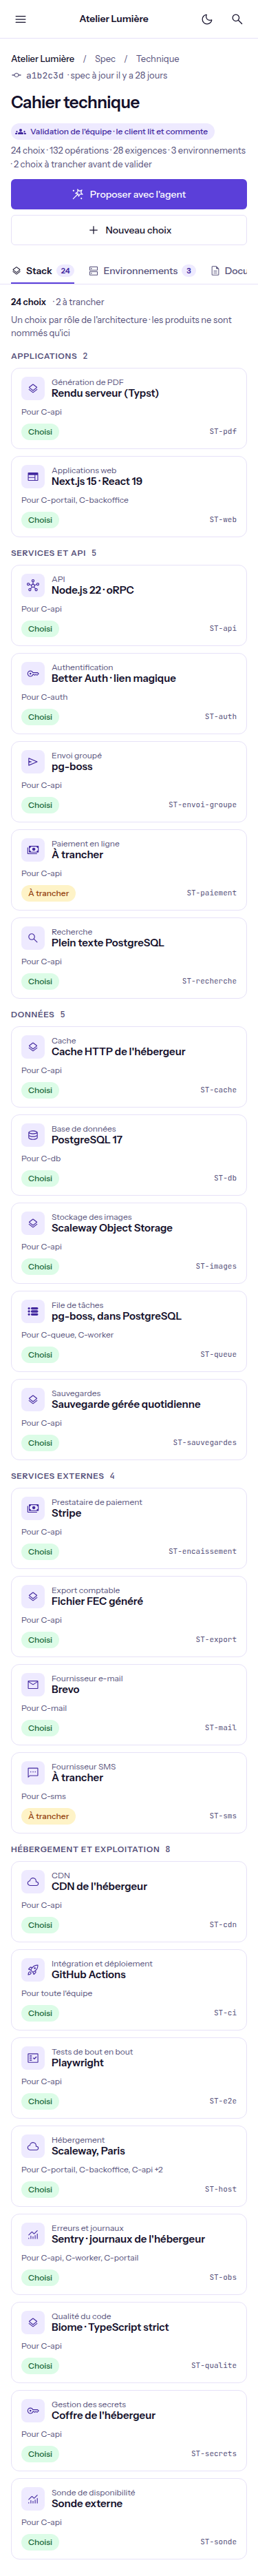 Atelier Lumière
Atelier Lumière / Spec / Technique
a1b2c3d · spec à jour il y a 28 jours
Cahier technique
Validation de l'équipe · le client lit et commente
24 choix · 132 opérations · 28 exigences · 3 environnements
· 2 choix à trancher avant de valider
Proposer avec l'agent
Nouveau choix
Stack 24 Environnements 3 Docu
24 choix · 2 à trancher
Un choix par rôle de l'architecture · les produits ne sont
nommés qu'ici
APPLICATIONS 2
Génération de PDF
Rendu serveur (Typst)
Pour C-api
Choisi ST-pdf
Applications web
Next.js 15 · React 19
Pour C-portail, C-backoffice
Choisi ST-web
SERVICES ET API 5
API
Node.js 22 · oRPC
Pour C-api
Choisi ST-api
Authentification
Better Auth · lien magique
Pour C-auth
Choisi ST-auth
Envoi groupé
pg-boss
Pour C-api
Choisi ST-envoi-groupe
Paiement en ligne
À trancher
Pour C-api
À trancher ST-paiement
Recherche
Plein texte PostgreSQL
Pour C-api
Choisi ST-recherche
DONNÉES 5
Cache
Cache HTTP de l'hébergeur
Pour C-api
Choisi ST-cache
Base de données
PostgreSQL 17
Pour C-db
Choisi ST-db
Stockage des images
Scaleway Object Storage
Pour C-api
Choisi ST-images
File de tâches
pg-boss, dans PostgreSQL
Pour C-queue, C-worker
Choisi ST-queue
Sauvegardes
Sauvegarde gérée quotidienne
Pour C-api
Choisi ST-sauvegardes
SERVICES EXTERNES 4
Prestataire de paiement
Stripe
Pour C-api
Choisi ST-encaissement
Export comptable
Fichier FEC généré
Pour C-api
Choisi ST-export
Fournisseur e-mail
Brevo
Pour C-mail
Choisi ST-mail
Fournisseur SMS
À trancher
Pour C-sms
À trancher ST-sms
HÉBERGEMENT ET EXPLOITATION 8
CDN
CDN de l'hébergeur
Pour C-api
Choisi ST-cdn
Intégration et déploiement
GitHub Actions
Pour toute l'équipe
Choisi ST-ci
Tests de bout en bout
Playwright
Pour C-api
Choisi ST-e2e
Hébergement
Scaleway, Paris
Pour C-portail, C-backoffice, C-api +2
Choisi ST-host
Erreurs et journaux
Sentry · journaux de l'hébergeur
Pour C-api, C-worker, C-portail
Choisi ST-obs
Qualité du code
Biome · TypeScript strict
Pour C-api
Choisi ST-qualite
Gestion des secrets
Coffre de l'hébergeur
Pour C-api
Choisi ST-secrets
Sonde de disponibilité
Sonde externe
Pour C-api
Choisi ST-sonde